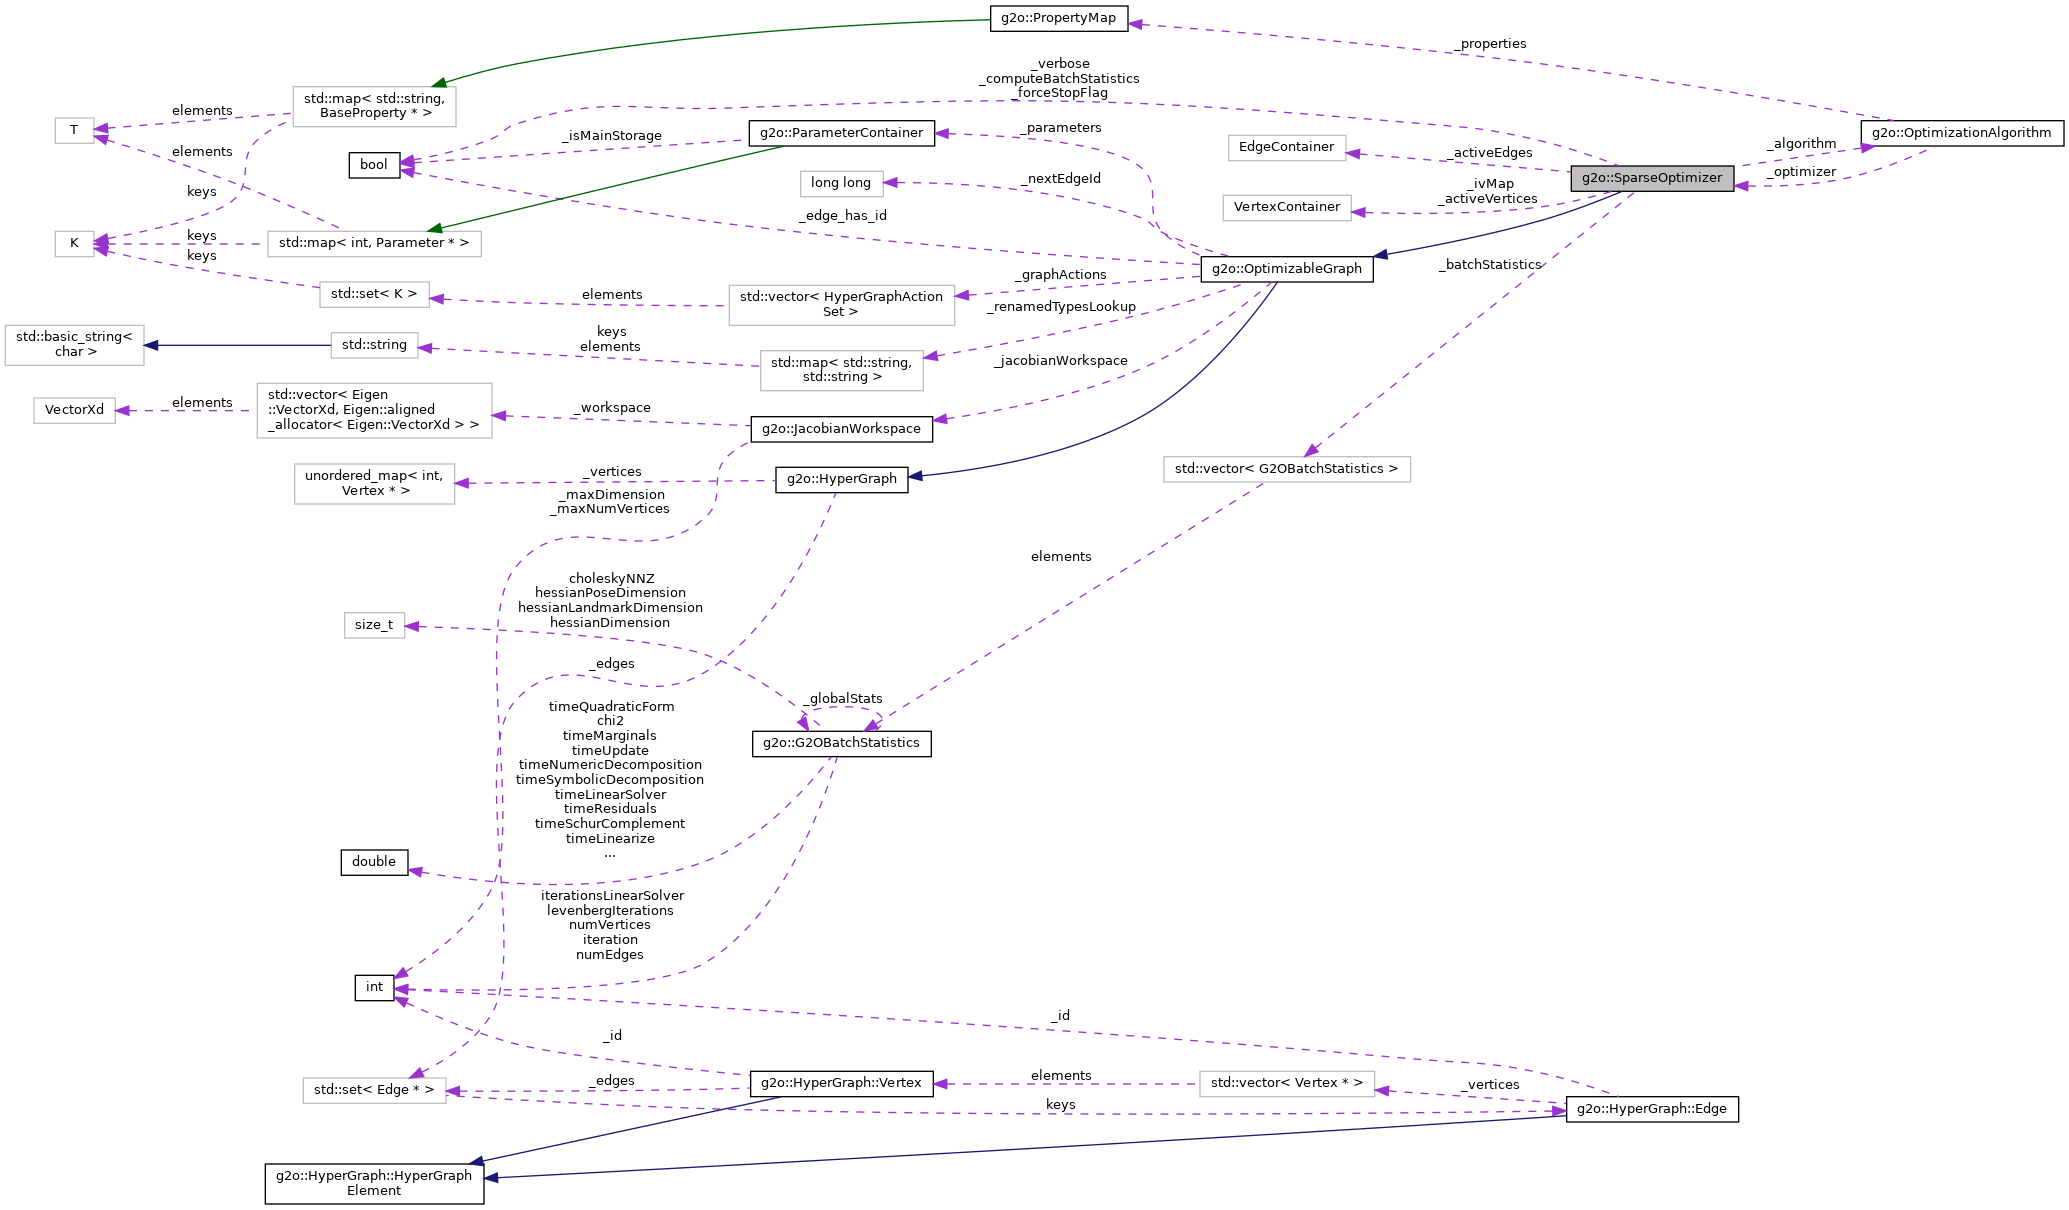 g2o::PropertyMap
_properties
_verbose
_computeBatchStatistics
_forceStopFlag
std::map< std::string,
BaseProperty * >
elements
T
g2o::ParameterContainer
_isMainStorage
_parameters
g2o::OptimizationAlgorithm
_algorithm
EdgeContainer
_activeEdges
bool
elements
_optimizer
g2o::SparseOptimizer
long long
_nextEdgeId
_ivMap
_activeVertices
keys
VertexContainer
_edge_has_id
keys
K
std::map< int, Parameter * >
keys
g2o::OptimizableGraph
_batchStatistics
_graphActions
std::set< K >
elements
std::vector< HyperGraphAction
Set >
_renamedTypesLookup
std::basic_string<
char >
std::string
keys
elements
std::map< std::string,
std::string >
_jacobianWorkspace
VectorXd
elements
std::vector< Eigen
::VectorXd, Eigen::aligned
_allocator< Eigen::VectorXd > >
_workspace
g2o::JacobianWorkspace
unordered_map< int,
Vertex * >
_vertices
g2o::HyperGraph
std::vector< G2OBatchStatistics >
_maxDimension
_maxNumVertices
elements
choleskyNNZ
hessianPoseDimension
hessianLandmarkDimension
hessianDimension
size_t
_edges
_globalStats
g2o::G2OBatchStatistics
timeQuadraticForm
chi2
timeMarginals
timeUpdate
timeNumericDecomposition
timeSymbolicDecomposition
timeLinearSolver
timeResiduals
timeSchurComplement
timeLinearize
...
double
iterationsLinearSolver
levenbergIterations
numVertices
iteration
numEdges
int
_id
_id
std::set< Edge * >
_edges
g2o::HyperGraph::Vertex
elements
std::vector< Vertex * >
_vertices
keys
g2o::HyperGraph::Edge
g2o::HyperGraph::HyperGraph
Element